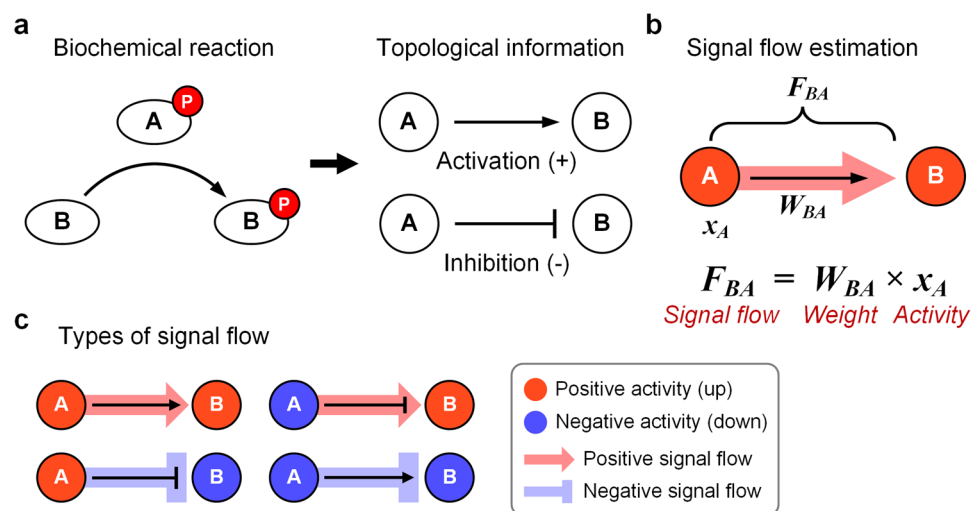 a
Biochemical reaction
A
P
B
B
P
Topological information
A
B
Activation (+)
A
B
Inhibition (-)
b
Signal flow estimation
F_BA
A
B
W_BA
x_A
F_BA = W_BA × x_A
Signal flow Weight Activity
c
Types of signal flow
A B A B
A B A B
Positive activity (up)
Negative activity (down)
Positive signal flow
Negative signal flow